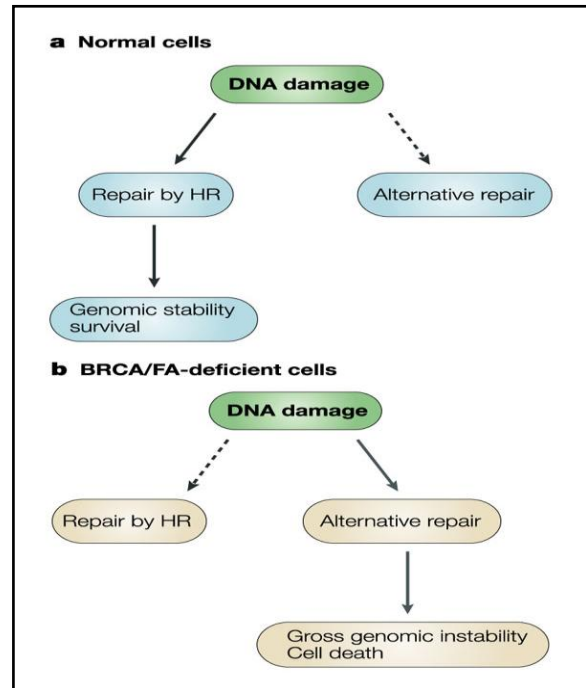 a Normal cells
DNA damage
Repair by HR
Alternative repair
Genomic stability
survival
b BRCA/FA-deficient cells
DNA damage
Repair by HR
Alternative repair
Gross genomic instability
Cell death